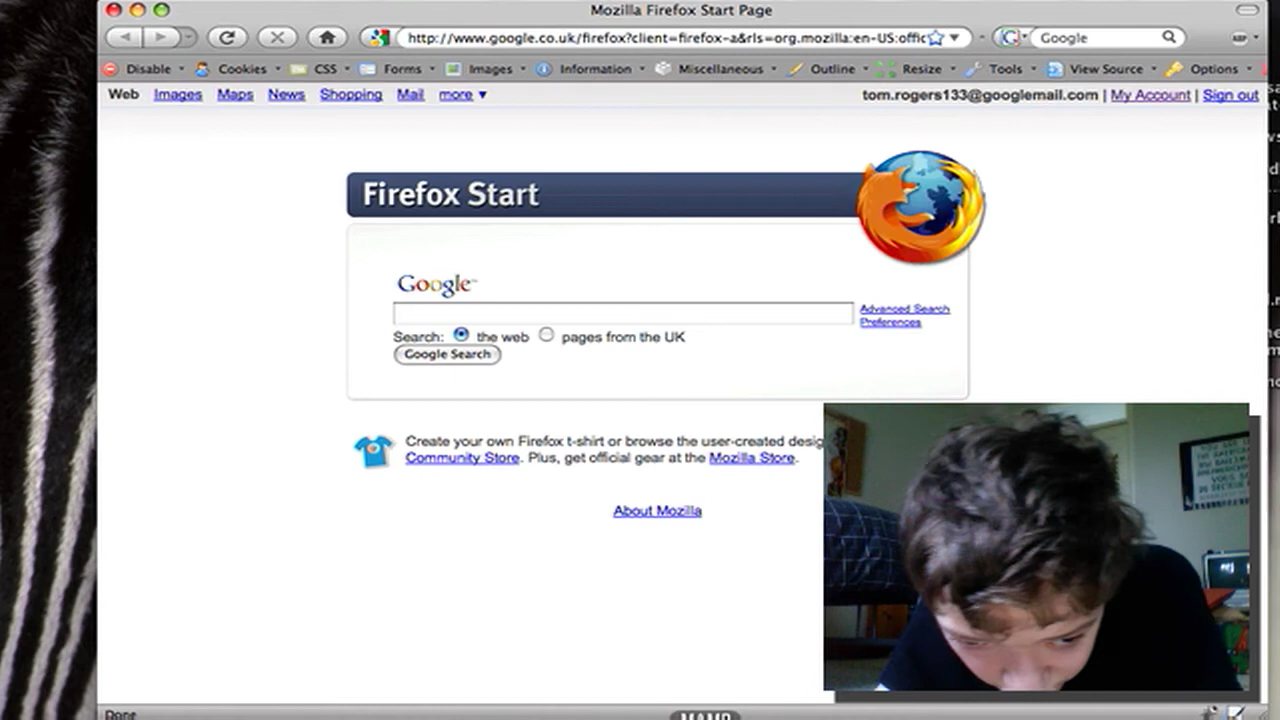 Mozilla Firefox Start Page
http://www.google.co.uk/firefox?client=firefox-a&rls=org.mozilla:en-US:offic
Google
Disable Cookies CSS Forms Images Information Miscellaneous Outline Resize Tools View Source Options
Web Images Maps News Shopping Mail more ▼
tom.rogers133@googlemail.com | My Account | Sign out
Firefox Start
Google™
Advanced Search
Preferences
Search: the web pages from the UK
Google Search
Create your own Firefox t-shirt or browse the user-created desig
Community Store. Plus, get official gear at the Mozilla Store.
About Mozilla
Done